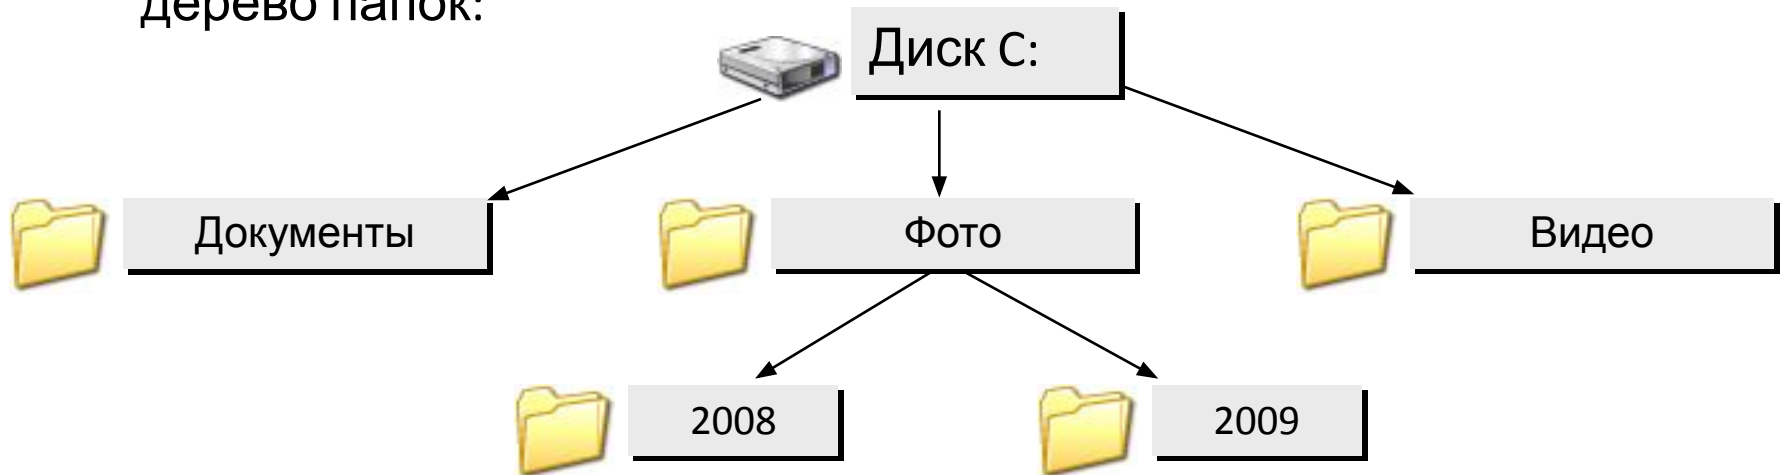 дерево папок:
Диск C:
Документы
Фото
Видео
2008
2009